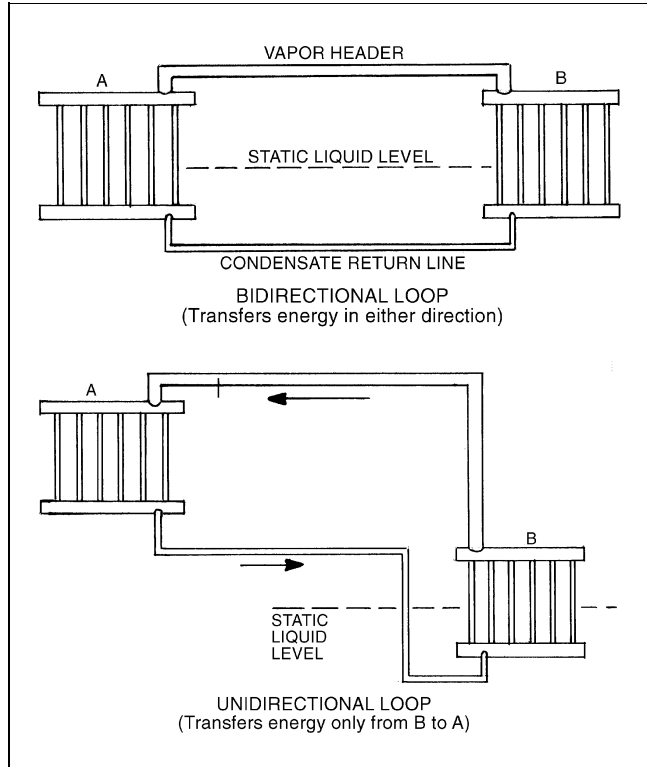 VAPOR HEADER
A
B
STATIC LIQUID LEVEL
CONDENSATE RETURN LINE
BIDIRECTIONAL LOOP
(Transfers energy in either direction)
A
B
STATIC
LIQUID
LEVEL
UNIDIRECTIONAL LOOP
(Transfers energy only from B to A)